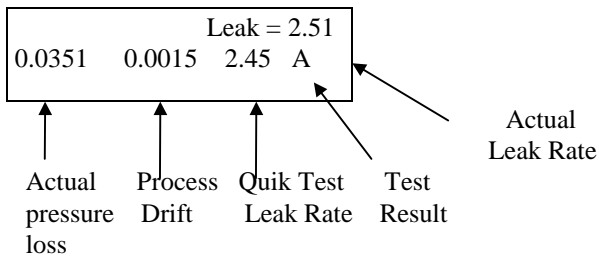 Leak = 2.51
0.0351 0.0015 2.45 A
Actual
Leak Rate
Actual Process Quik Test Test
pressure Drift Leak Rate Result
loss